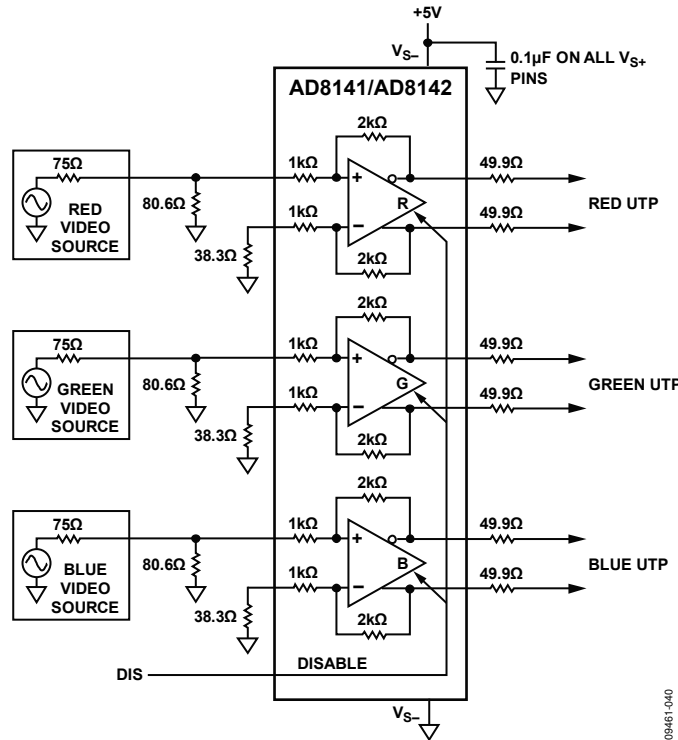 +5V
VS–
0.1µF ON ALL VS+
PINS
AD8141/AD8142
2kΩ
75Ω
1kΩ
49.9Ω
RED
VIDEO
SOURCE
80.6Ω
+
R
RED UTP
1kΩ
49.9Ω
–
38.3Ω
2kΩ
2kΩ
75Ω
1kΩ
49.9Ω
GREEN
VIDEO
SOURCE
80.6Ω
+
G
GREEN UTP
1kΩ
49.9Ω
–
38.3Ω
2kΩ
2kΩ
75Ω
1kΩ
49.9Ω
BLUE
VIDEO
SOURCE
80.6Ω
+
B
BLUE UTP
1kΩ
49.9Ω
–
38.3Ω
2kΩ
DIS
DISABLE
VS–
09461-040